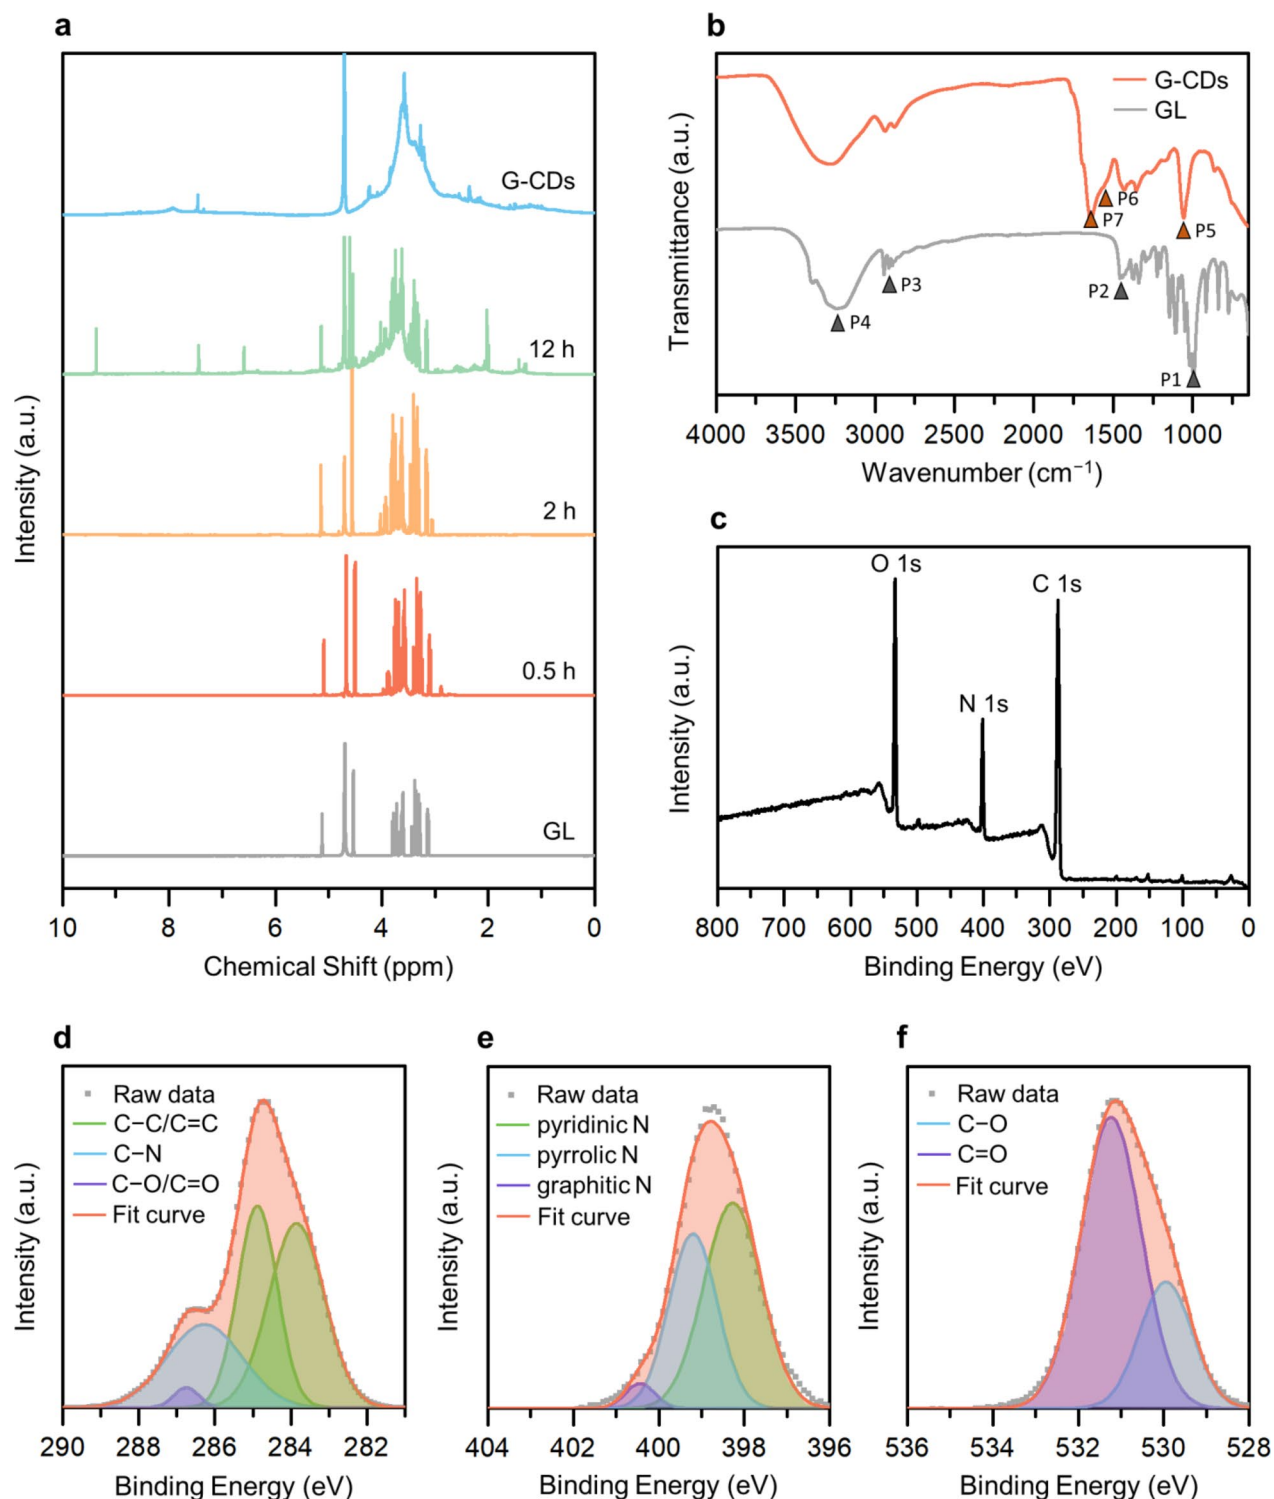 a
G-CDs
12 h
2 h
0.5 h
GL
Intensity (a.u.)
10 8 6 4 2 0
Chemical Shift (ppm)
b
G-CDs
GL
P7
P6
P5
P4
P3
P2
P1
Transmittance (a.u.)
4000 3500 3000 2500 2000 1500 1000
Wavenumber (cm⁻¹)
c
O 1s
N 1s
C 1s
Intensity (a.u.)
800 700 600 500 400 300 200 100 0
Binding Energy (eV)
d
Raw data
C−C/C=C
C−N
C−O/C=O
Fit curve
Intensity (a.u.)
290 288 286 284 282
Binding Energy (eV)
e
Raw data
pyridinic N
pyrrolic N
graphitic N
Fit curve
Intensity (a.u.)
404 402 400 398 396
Binding Energy (eV)
f
Raw data
C−O
C=O
Fit curve
Intensity (a.u.)
536 534 531 530 528
Binding Energy (eV)